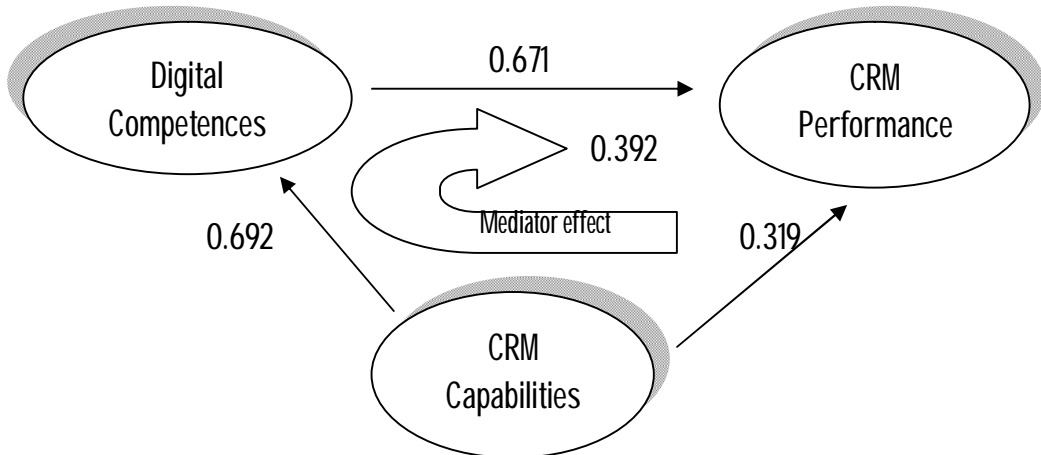 Digital
Competences
0.671
CRM
Performance
0.392
Mediator effect
0.692
0.319
CRM
Capabilities